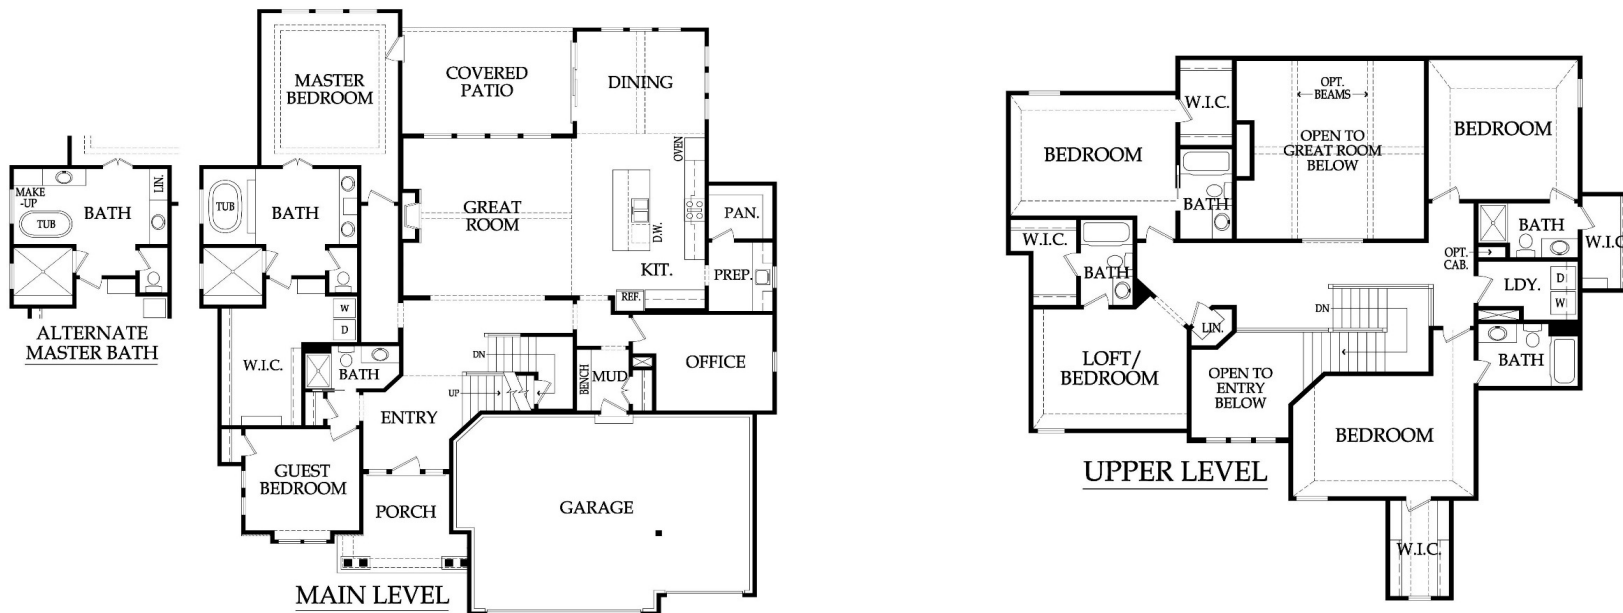 MAKE
-UP
TUB
BATH
LIN.
ALTERNATE
MASTER BATH
MASTER
BEDROOM
COVERED
PATIO
DINING
TUB
BATH
GREAT
ROOM
OVEN
D.W.
KIT.
REF.
PAN.
PREP.
W
D
W.I.C.
BATH
DN
UP
BENCH
MUD
OFFICE
ENTRY
GUEST
BEDROOM
PORCH
GARAGE
MAIN LEVEL
BEDROOM
W.I.C.
BATH
OPT.
BEAMS
OPEN TO
GREAT ROOM
BELOW
BEDROOM
W.I.C.
BATH
BATH
W.I.C.
OPT.
CAB.
LDY.
D
W
DN
LIN.
LOFT/
BEDROOM
OPEN TO
ENTRY
BELOW
BATH
BEDROOM
W.I.C.
UPPER LEVEL